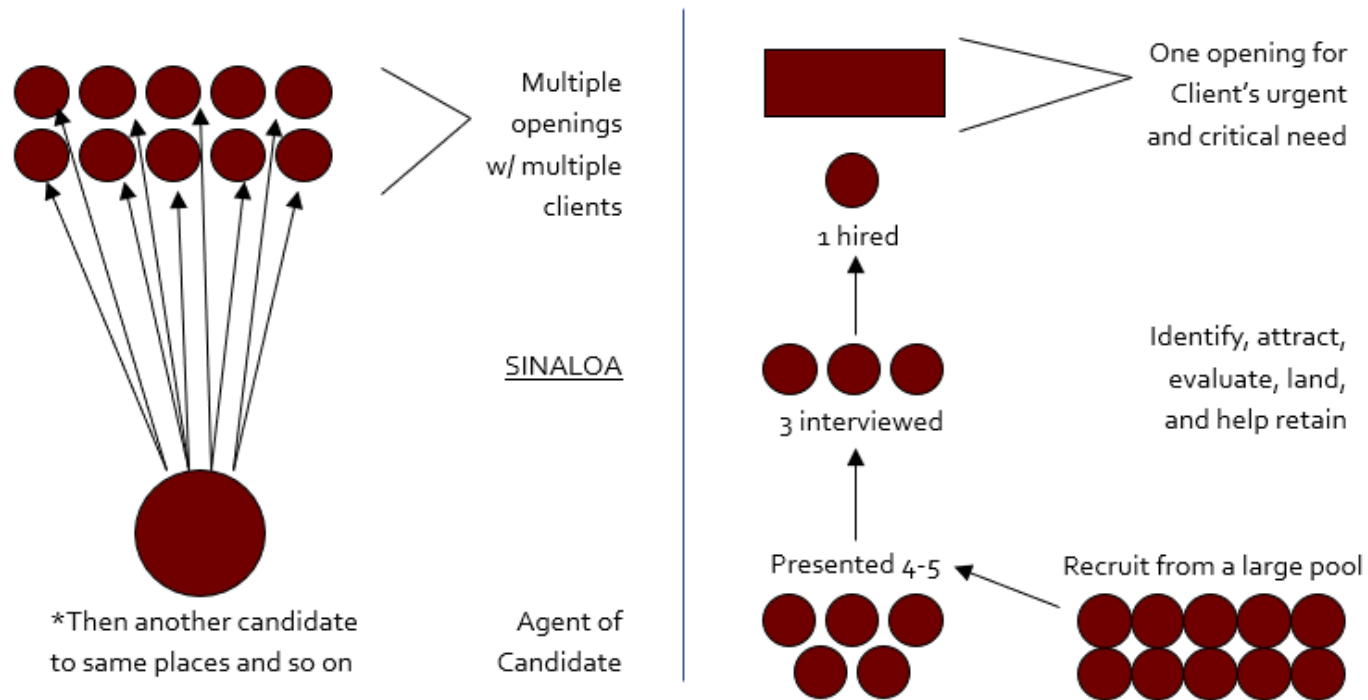 Multiple
openings
w/ multiple
clients
SINALOA
*Then another candidate
to same places and so on
Agent of
Candidate
One opening for
Client's urgent
and critical need
1 hired
Identify, attract,
evaluate, land,
and help retain
3 interviewed
Presented 4-5
Recruit from a large pool